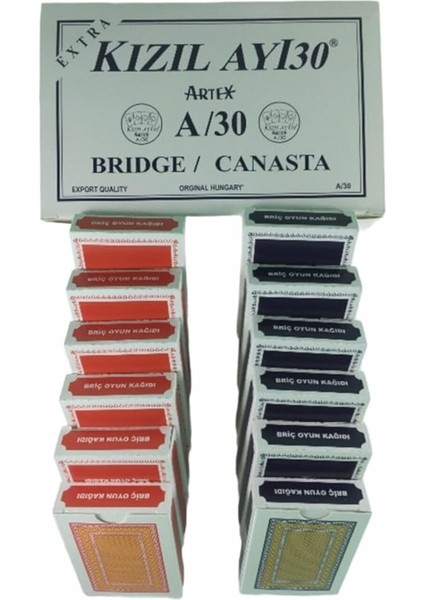 EXTRA
KIZIL AYI30®
ARTEX
A/30
BRIDGE / CANASTA
EXPORT QUALITY ORGINAL HUNGARY A/30
BRİÇ OYUN KAĞIDI BRİÇ OYUN KAĞIDI
BRİÇ OYUN KAĞIDI BRİÇ OYUN KAĞIDI
BRİÇ OYUN KAĞIDI BRİÇ OYUN KAĞIDI
BRİÇ OYUN KAĞIDI BRİÇ OYUN KAĞIDI
BRİÇ OYUN KAĞIDI BRİÇ OYUN KAĞIDI
BRİÇ OYUN KAĞIDI BRİÇ OYUN KAĞIDI